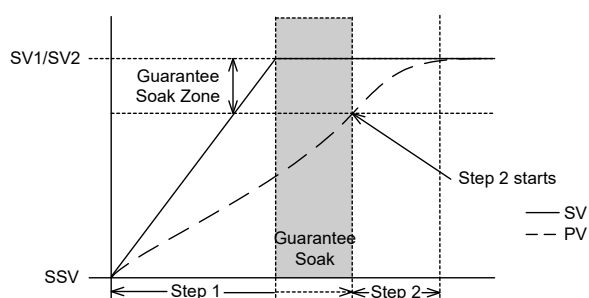 SV1/SV2
Guarantee
Soak Zone
Step 2 starts
SV
PV
Guarantee
Soak
SSV
Step 1
Step 2